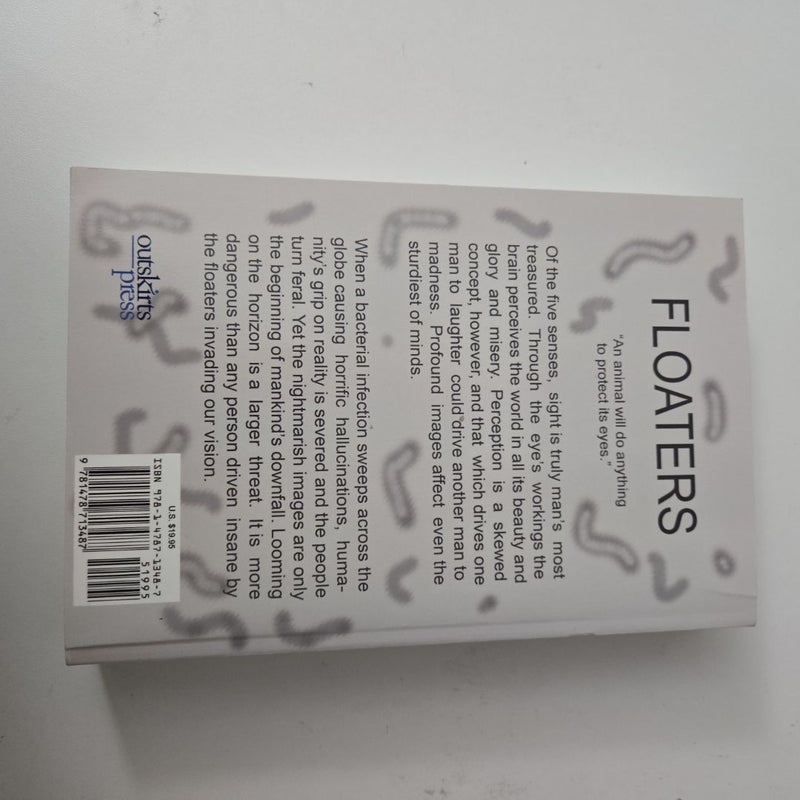 FLOATERS
"An animal will do anything
to protect its eyes."
Of the five senses, sight is truly man's most
treasured. Through the eye's workings the
brain perceives the world in all its beauty and
glory and misery. Perception is a skewed
concept, however, and that which drives one
man to laughter could drive another man to
madness. Profound images affect even the
sturdiest of minds.
When a bacterial infection sweeps across the
globe causing horrific hallucinations, huma-
nity's grip on reality is severed and the people
turn feral. Yet the nightmarish images are only
the beginning of mankind's downfall. Looming
on the horizon is a larger threat. It is more
dangerous than any person driven insane by
the floaters invading our vision.
outskirts
press
U.S. $19.95
ISBN 978-1-4787-1348-7
51995
9 781478 713487